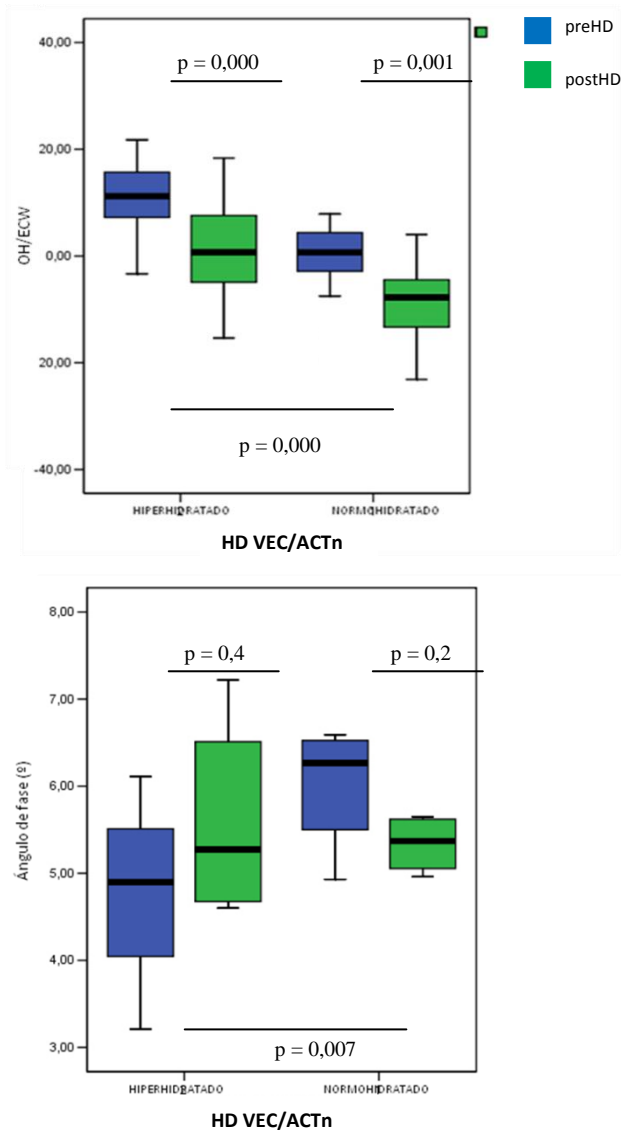 40,00
p = 0,000
p = 0,001
preHD
postHD
20,00
OH/ECW
0,00
20,00
p = 0,000
-40,00
HIPERHIDRATADO
NORMOHIDRATADO
HD VEC/ACTn
8,00
p = 0,4
p = 0,2
7,00
6,00
Ángulo de fase (º)
5,00
4,00
p = 0,007
3,00
HIPERHIDRATADO
NORMOHIDRATADO
HD VEC/ACTn